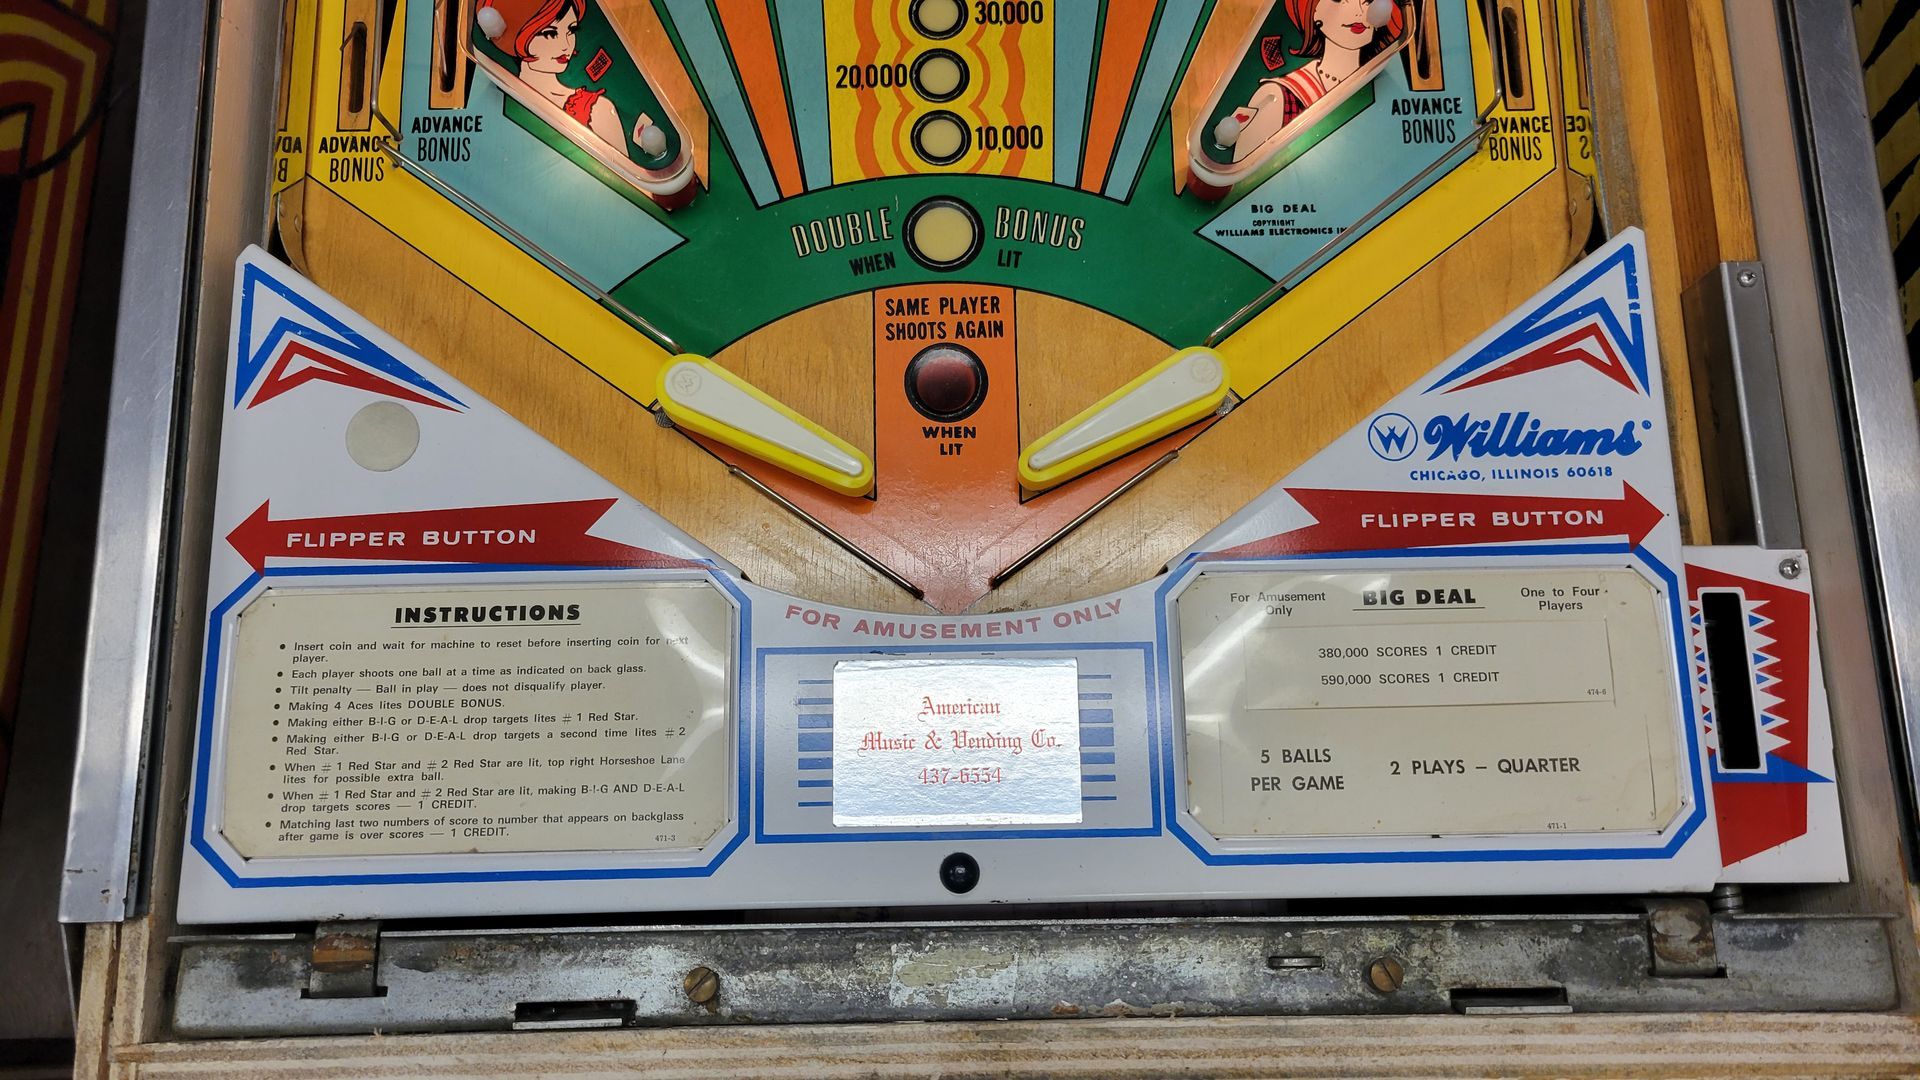 30,000
20,000
10,000
ADVANCE
BONUS
ADVANCE
BONUS
ADVANCE
BONUS
BONUS
DOUBLE BONUS
WHEN LIT
BIG DEAL
COPYRIGHT
WILLIAMS ELECTRONICS
SAME PLAYER
SHOOTS AGAIN
WHEN
LIT
W Williams®
CHICAGO, ILLINOIS 60618
FLIPPER BUTTON
FLIPPER BUTTON
FOR AMUSEMENT ONLY
INSTRUCTIONS
• Insert coin and wait for machine to reset before inserting coin for next
player.
• Each player shoots one ball at a time as indicated on back glass.
• Tilt penalty — Ball in play — does not disqualify player.
• Making 4 Aces lites DOUBLE BONUS.
• Making either B-I-G or D-E-A-L drop targets lites # 1 Red Star.
• Making either B-I-G or D-E-A-L drop targets a second time lites # 2
Red Star.
• When # 1 Red Star and # 2 Red Star are lit, top right Horseshoe Lane
lites for possible extra ball.
• When # 1 Red Star and # 2 Red Star are lit, making B-I-G AND D-E-A-L
drop targets scores — 1 CREDIT.
• Matching last two numbers of score to number that appears on backglass
after game is over scores — 1 CREDIT.
471-3
American
Music & Vending Co.
437-6554
For Amusement
Only
BIG DEAL
One to Four
Players
380,000 SCORES 1 CREDIT
590,000 SCORES 1 CREDIT
474-6
5 BALLS
PER GAME
2 PLAYS — QUARTER
471-1